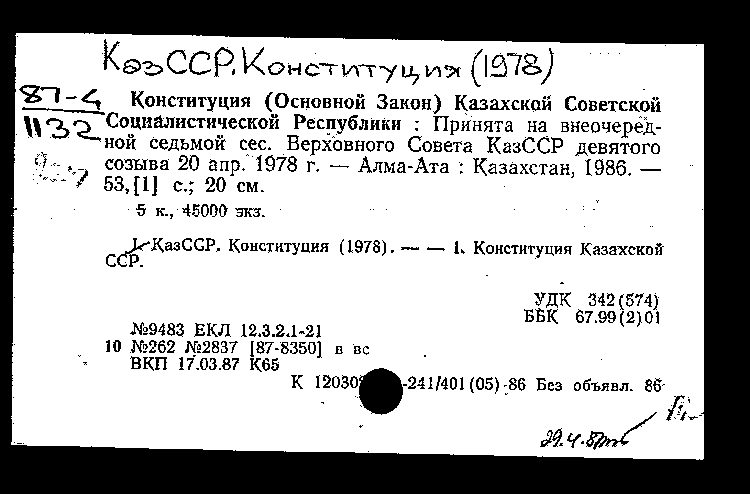 КазССР. Конституция (1978)
87-4
1132
Конституция (Основной Закон) Казахской Советской
Социалистической Республики : Принята на внеочеред-
ной седьмой сес. Верховного Совета КазССР девятого
созыва 20 апр. 1978 г. — Алма-Ата : Казахстан, 1986. —
53,[1] с.; 20 см.
5 к., 45000 экз.
I. КазССР. Конституция (1978). — — 1. Конституция Казахской
ССР.
УДК 342(574)
ББК 67.99(2)01
№9483 ЕКЛ 12.3.2.1-21
10 №262 №2837 [87-8350] в вс
ВКП 17.03.87 К65
К 120305 -241/401(05)-86 Без объявл. 86
29.4.87